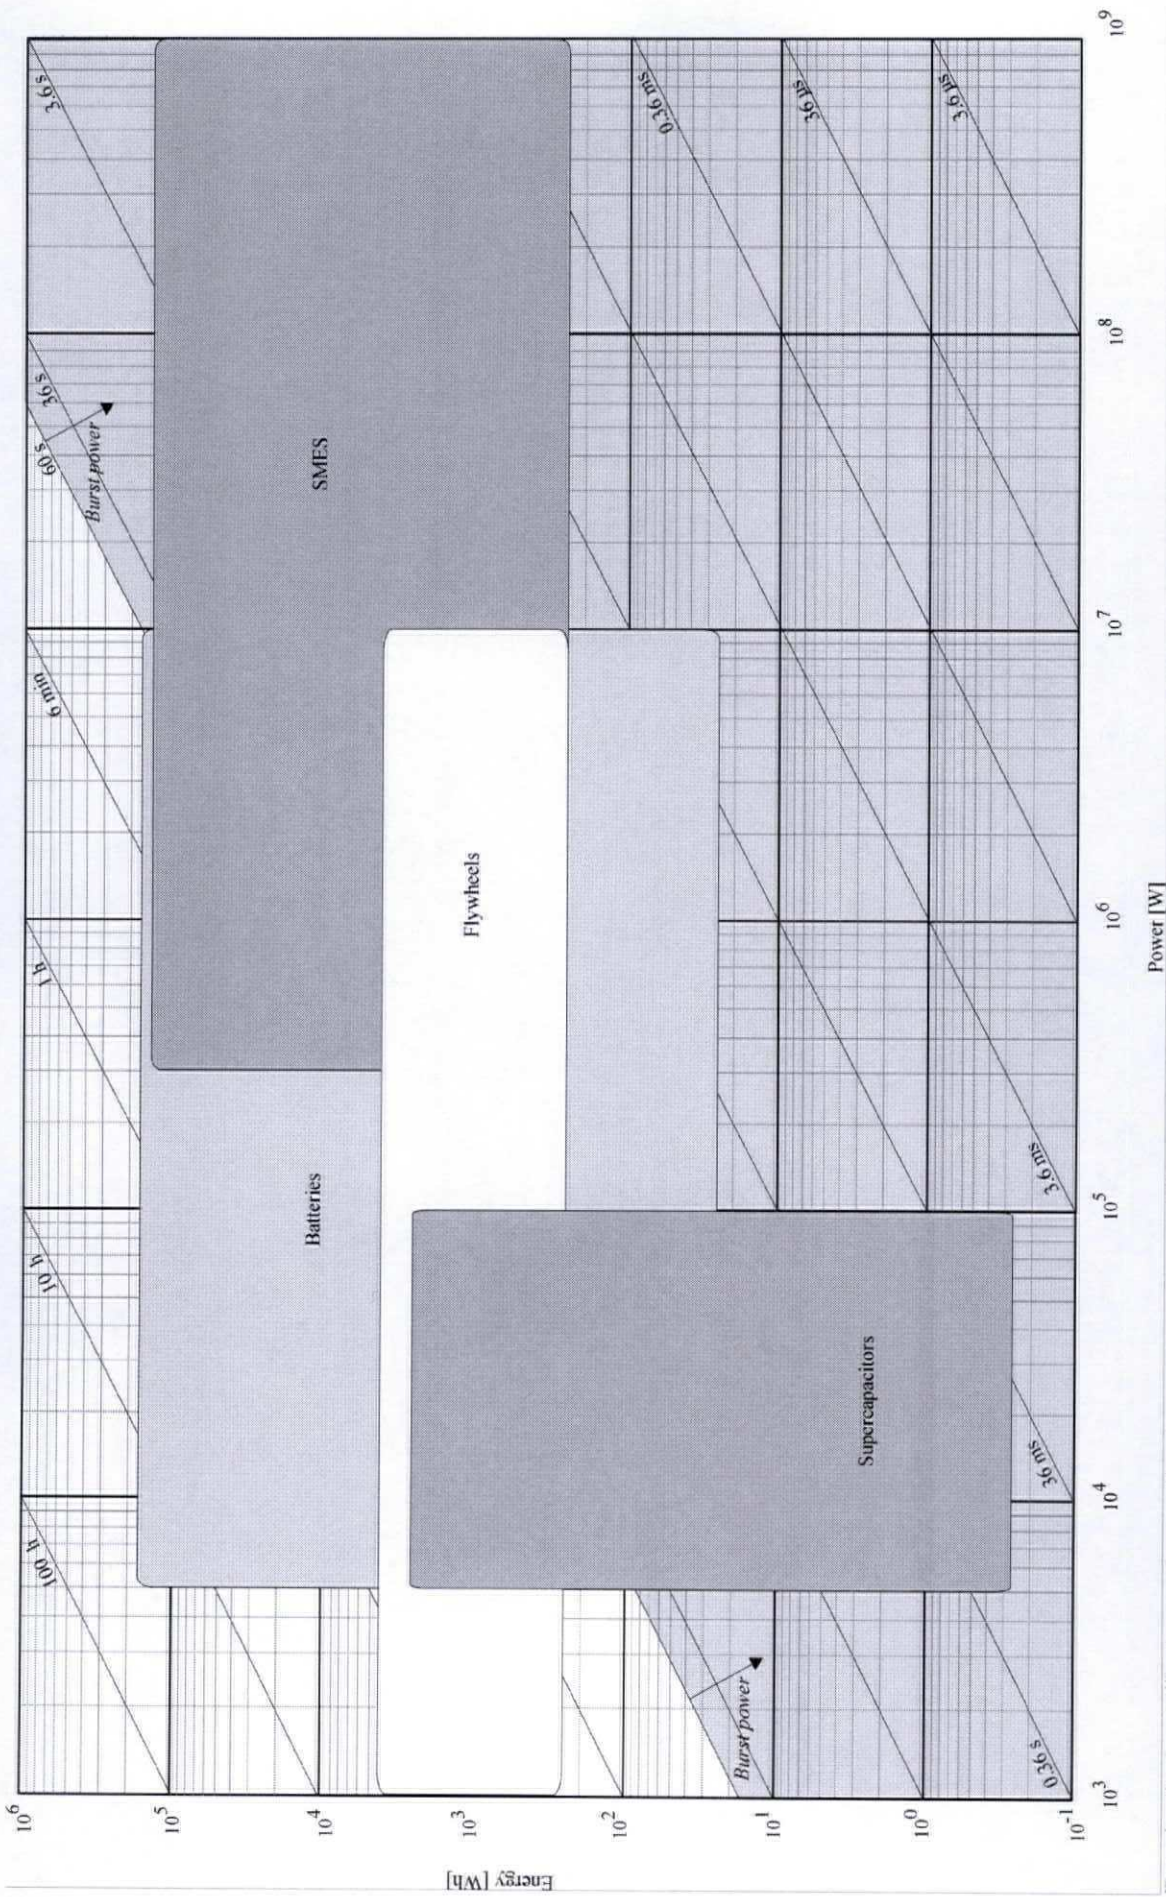 Energy [Wh]
10^6
10^5
10^4
10^3
10^2
10^1
10^0
10^-1
100 h
10 h
1 h
6 min
60 s
36 s
3.6 s
Burst power
Batteries
SMES
Flywheels
Supercapacitors
Burst power
0.36 ms
36 µs
3.6 µs
0.36 s
36 ms
3.6 ms
10^3
10^4
10^5
10^6
10^7
10^8
10^9
Power [W]